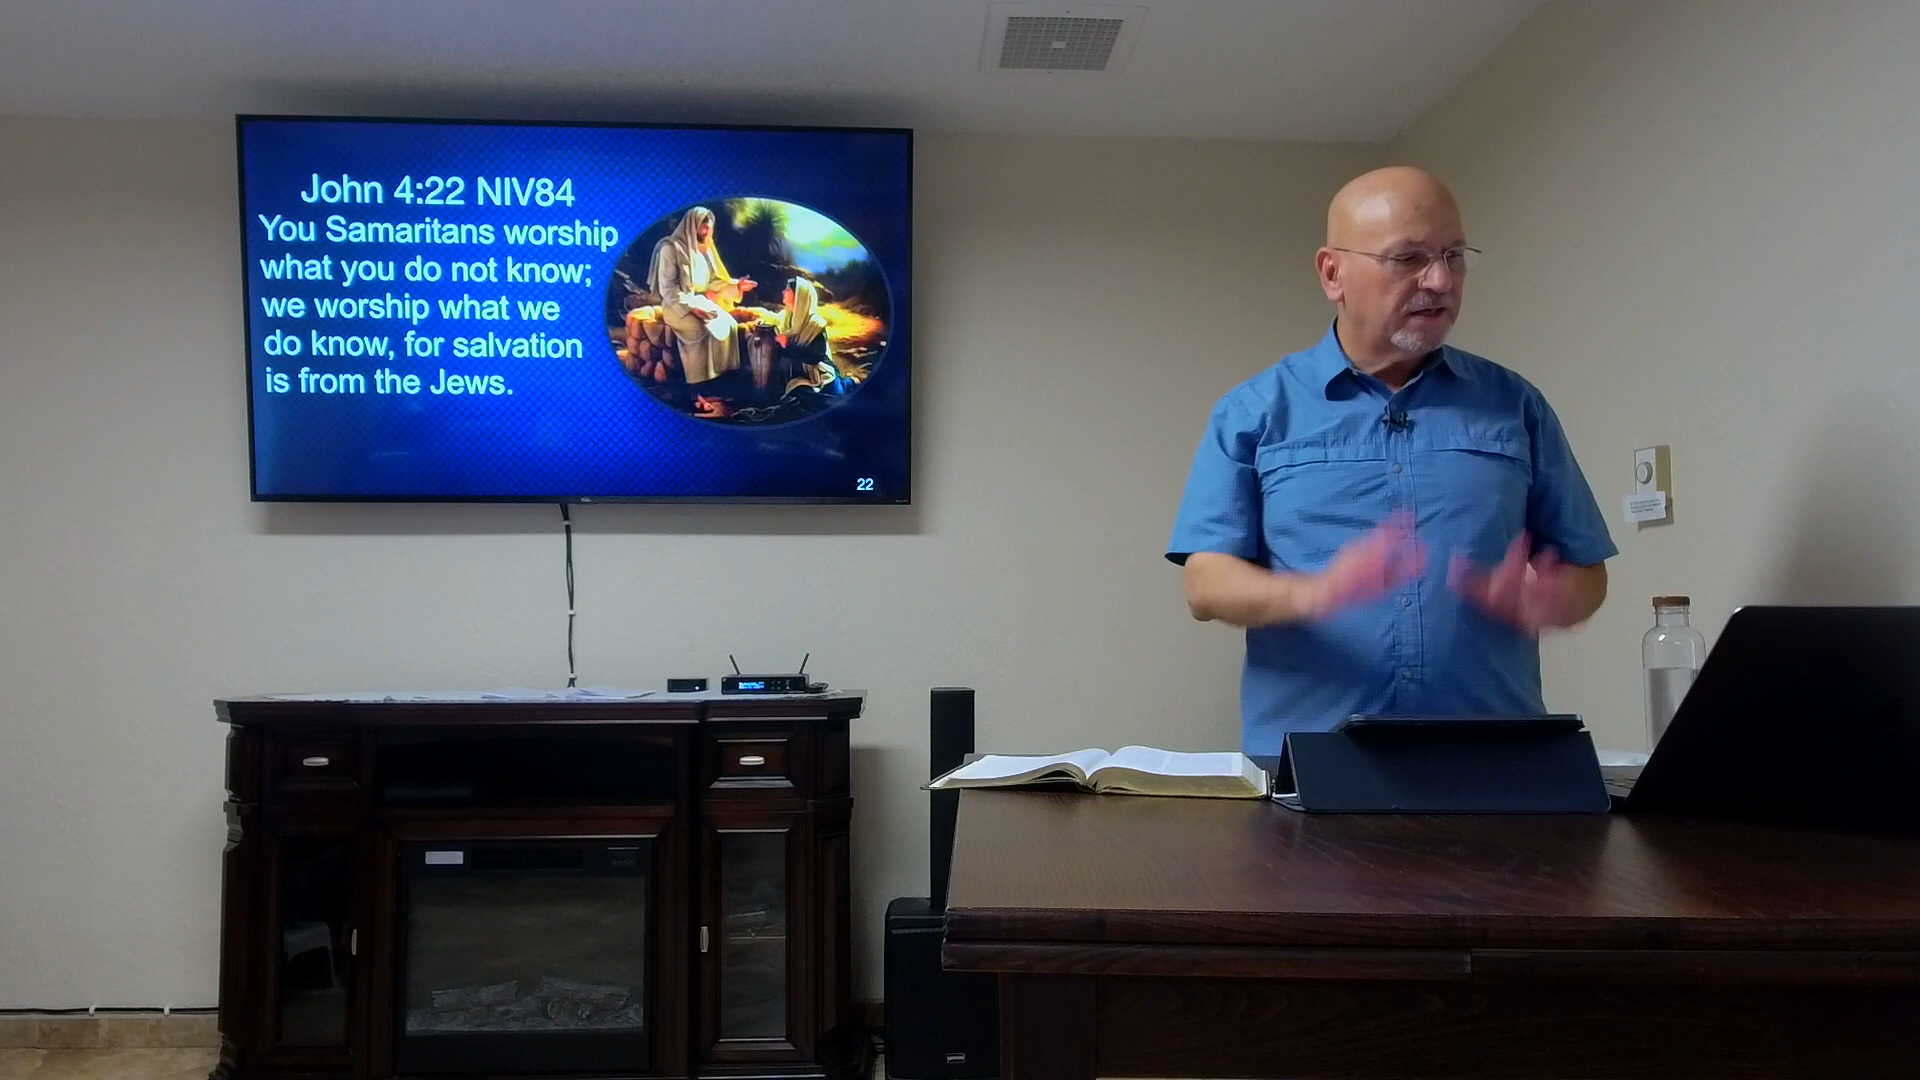 John 4:22 NIV84
You Samaritans worship
what you do not know;
we worship what we
do know, for salvation
is from the Jews.
22